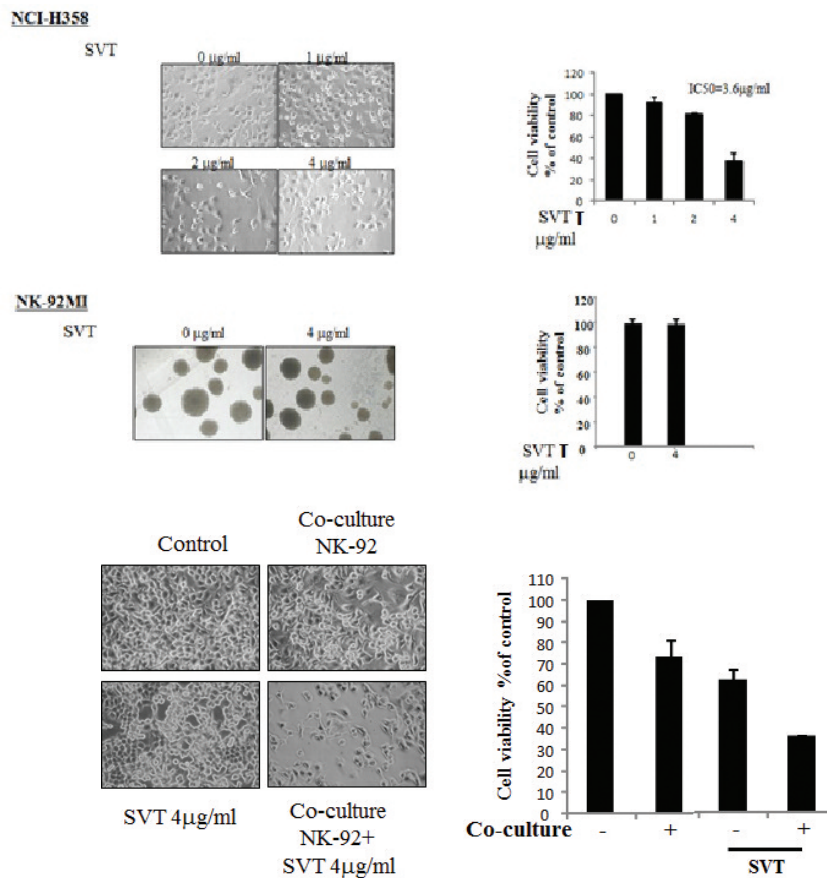 NCI-H358
SVT
0 µg/ml
1 µg/ml
2 µg/ml
4 µg/ml
Cell viability
% of control
120
100
80
60
40
20
0
IC50=3.6µg/ml
0 1 2 4
SVT
µg/ml
NK-92MI
SVT
0 µg/ml
4 µg/ml
Cell viability
% of control
120
100
80
60
40
20
0
0 4
SVT
µg/ml
Control
Co-culture
NK-92
SVT 4µg/ml
Co-culture
NK-92+
SVT 4µg/ml
Cell viability %of control
110
100
90
80
70
60
50
40
30
20
10
0
Co-culture - + - +
SVT